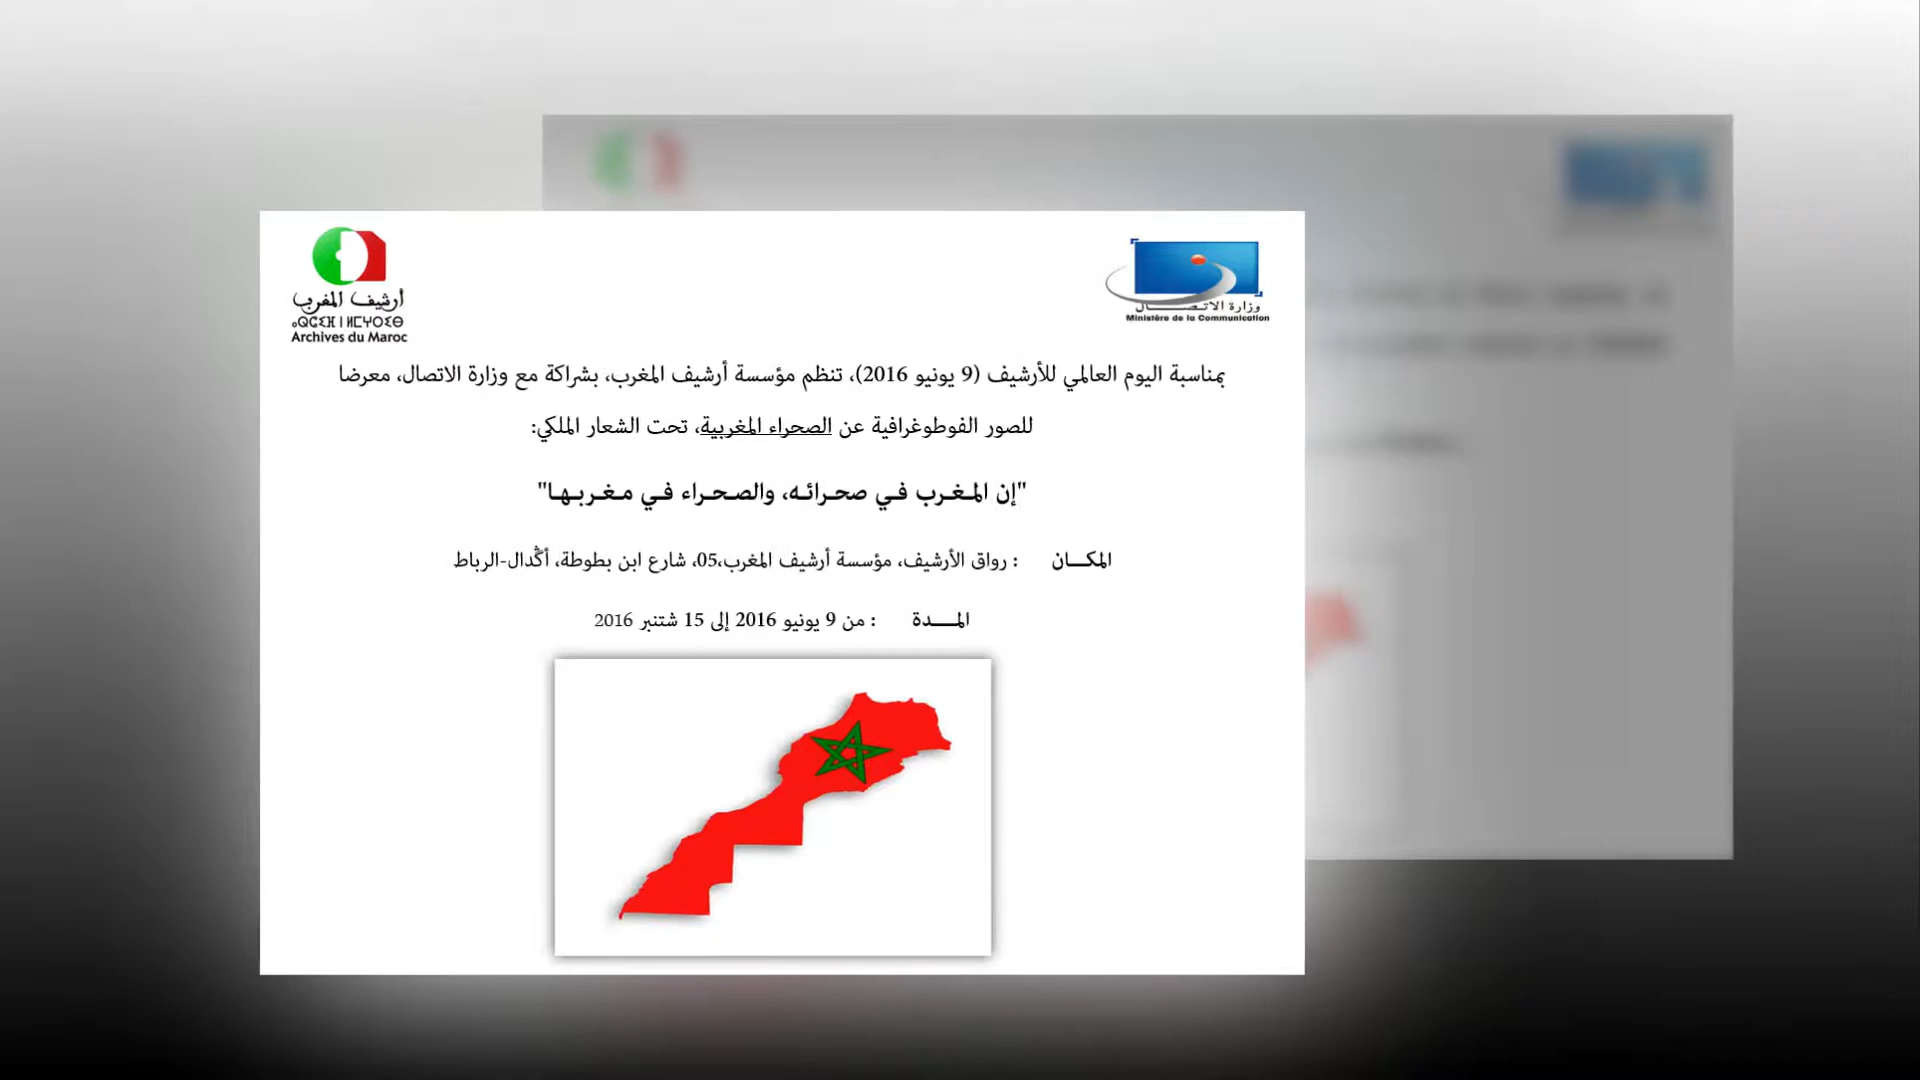 أرشيف المغرب
ⴰⵔⵛⵉⴼ ⵏ ⵍⵎⵖⵔⵉⴱ
Archives du Maroc
وزارة الاتصال
Ministère de la Communication
بمناسبة اليوم العالمي للأرشيف (9 يونيو 2016)، تنظم مؤسسة أرشيف المغرب، بشراكة مع وزارة الاتصال، معرضا
للصور الفوطوغرافية عن الصحراء المغربية، تحت الشعار الملكي:
"إن المغرب في صحرائه، والصحراء في مغربها"
المكان : رواق الأرشيف، مؤسسة أرشيف المغرب،05، شارع ابن بطوطة، أگدال-الرباط
المدة : من 9 يونيو 2016 إلى 15 شتنبر 2016